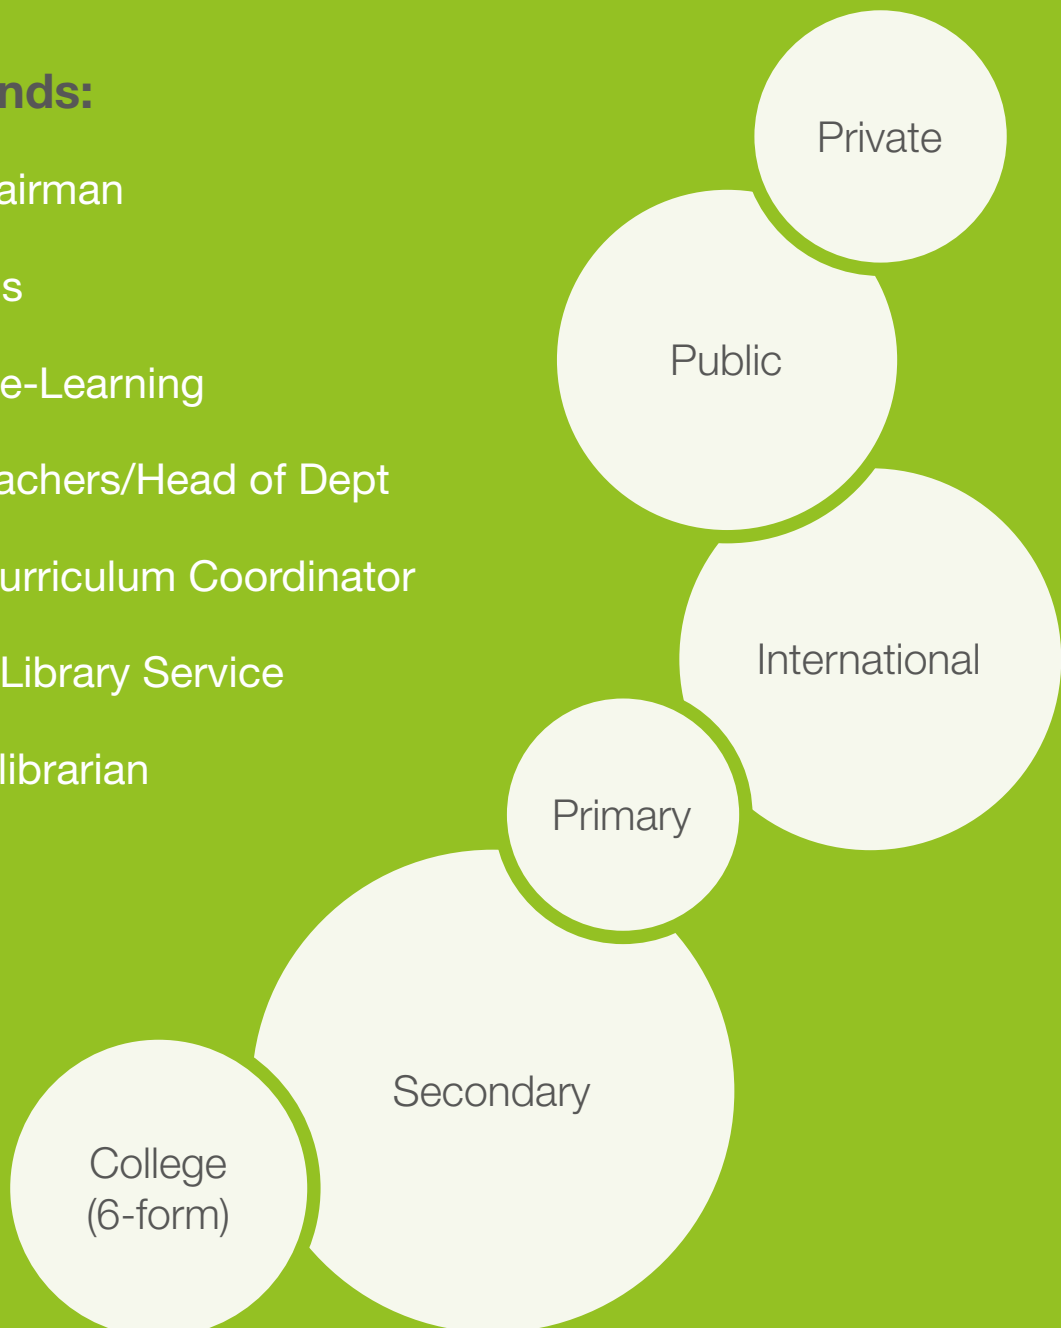 nds:
airman
s
e-Learning
achers/Head of Dept
urriculum Coordinator
Library Service
librarian
Private
Public
International
Primary
Secondary
College
(6-form)